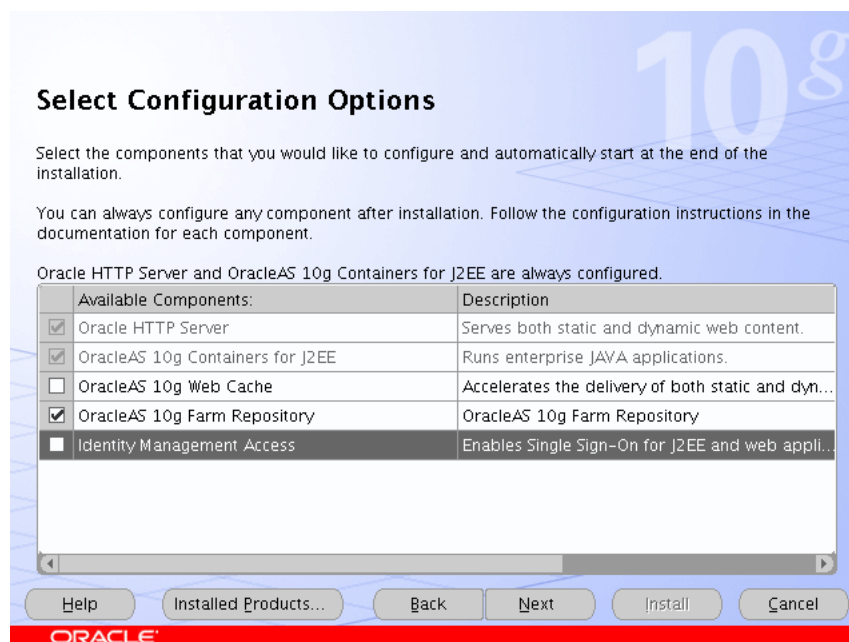 10g
Select Configuration Options
Select the components that you would like to configure and automatically start at the end of the
installation.
You can always configure any component after installation. Follow the configuration instructions in the
documentation for each component.
Oracle HTTP Server and OracleAS 10g Containers for J2EE are always configured.
Available Components: Description
Oracle HTTP Server Serves both static and dynamic web content.
OracleAS 10g Containers for J2EE Runs enterprise JAVA applications.
OracleAS 10g Web Cache Accelerates the delivery of both static and dyn...
OracleAS 10g Farm Repository OracleAS 10g Farm Repository
Identity Management Access Enables Single Sign-On for J2EE and web appli...
Help Installed Products... Back Next Install Cancel
ORACLE